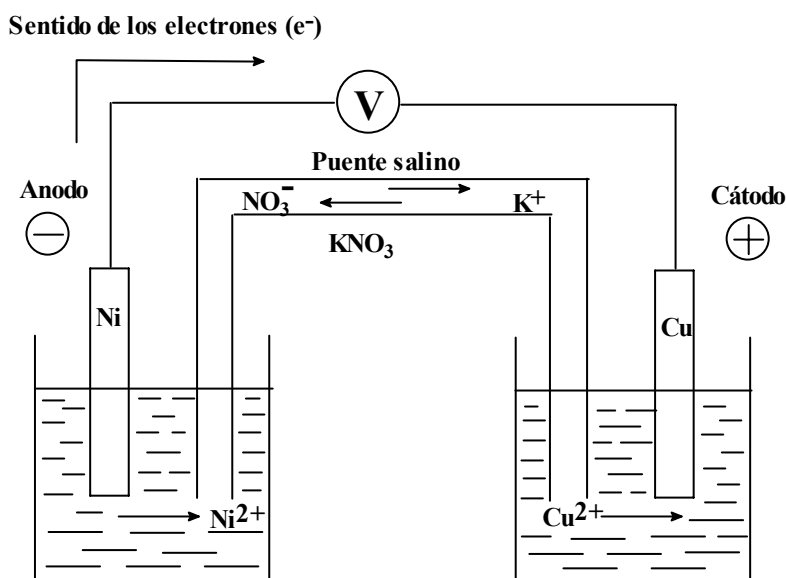 Sentido de los electrones (e⁻)
V
Puente salino
Anodo
NO₃⁻
K⁺
Cátodo
−
+
KNO₃
Ni
Cu
Ni²⁺
Cu²⁺